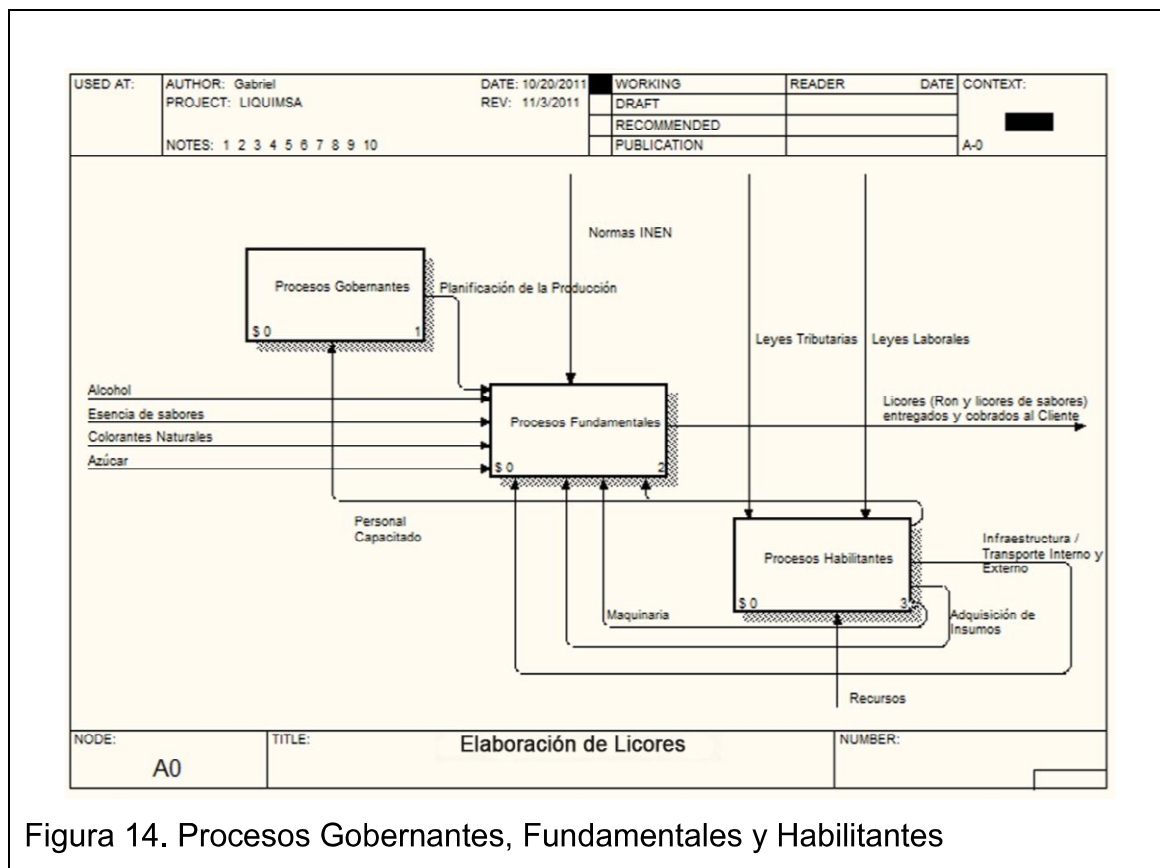 USED AT:
AUTHOR: Gabriel
DATE: 10/20/2011
PROJECT: LIQUIMSA
REV: 11/3/2011
NOTES: 1 2 3 4 5 6 7 8 9 10
WORKING
DRAFT
RECOMMENDED
PUBLICATION
READER
DATE
CONTEXT:
A-0
Normas INEN
Procesos Gobernantes
$ 0
1
Planificación de la Producción
Leyes Tributarias
Leyes Laborales
Alcohol
Esencia de sabores
Colorantes Naturales
Azúcar
Procesos Fundamentales
$ 0
2
Licores (Ron y licores de sabores)
entregados y cobrados al Cliente
Personal
Capacitado
Procesos Habilitantes
$ 0
3
Infraestructura /
Transporte Interno y
Externo
Maquinaria
Adquisición de
Insumos
Recursos
NODE:
A0
TITLE:
Elaboración de Licores
NUMBER:
Figura 14. Procesos Gobernantes, Fundamentales y Habilitantes